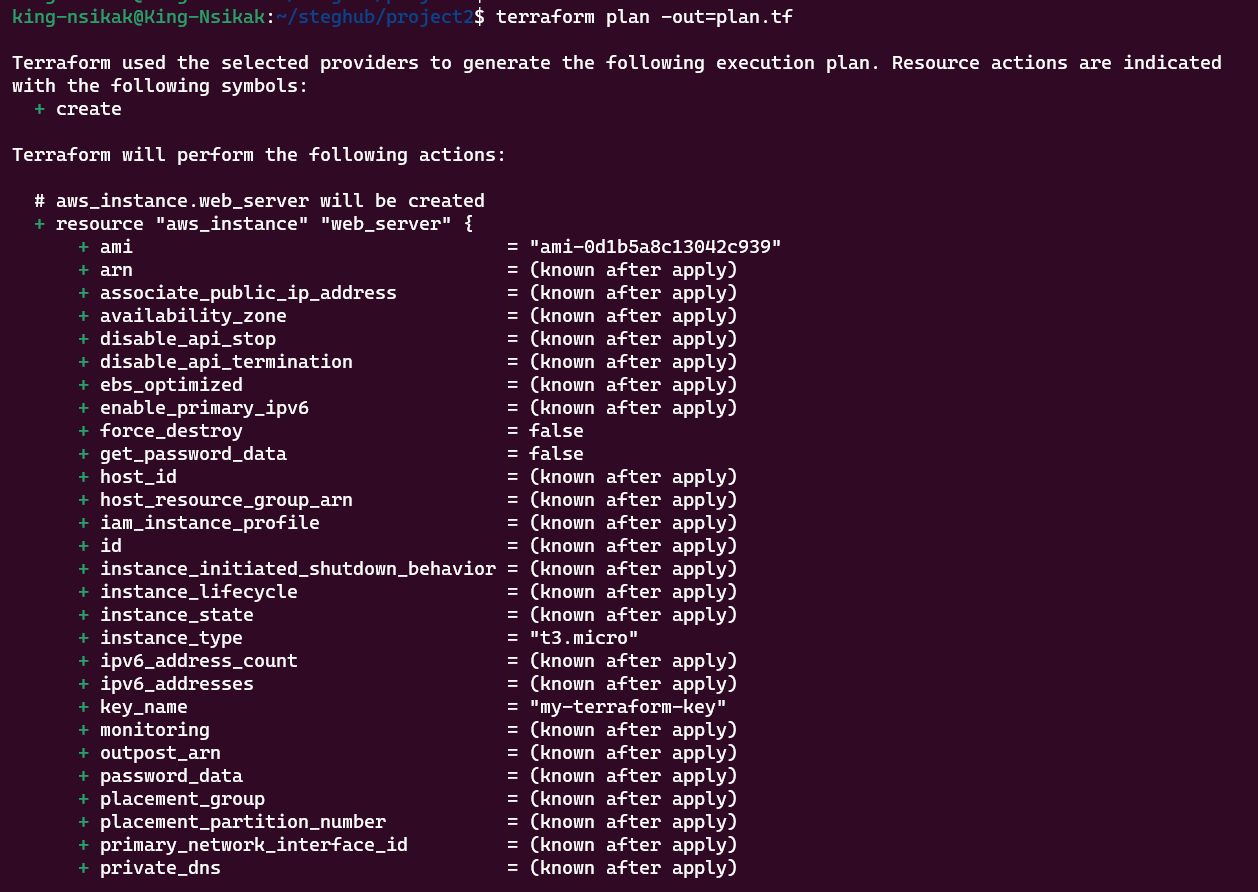 king-nsikak@King-Nsikak:~/steghub/project2$ terraform plan -out=plan.tf
Terraform used the selected providers to generate the following execution plan. Resource actions are indicated
with the following symbols:
+ create
Terraform will perform the following actions:
# aws_instance.web_server will be created
+ resource "aws_instance" "web_server" {
+ ami = "ami-0d1b5a8c13042c939"
+ arn = (known after apply)
+ associate_public_ip_address = (known after apply)
+ availability_zone = (known after apply)
+ disable_api_stop = (known after apply)
+ disable_api_termination = (known after apply)
+ ebs_optimized = (known after apply)
+ enable_primary_ipv6 = (known after apply)
+ force_destroy = false
+ get_password_data = false
+ host_id = (known after apply)
+ host_resource_group_arn = (known after apply)
+ iam_instance_profile = (known after apply)
+ id = (known after apply)
+ instance_initiated_shutdown_behavior = (known after apply)
+ instance_lifecycle = (known after apply)
+ instance_state = (known after apply)
+ instance_type = "t3.micro"
+ ipv6_address_count = (known after apply)
+ ipv6_addresses = (known after apply)
+ key_name = "my-terraform-key"
+ monitoring = (known after apply)
+ outpost_arn = (known after apply)
+ password_data = (known after apply)
+ placement_group = (known after apply)
+ placement_partition_number = (known after apply)
+ primary_network_interface_id = (known after apply)
+ private_dns = (known after apply)